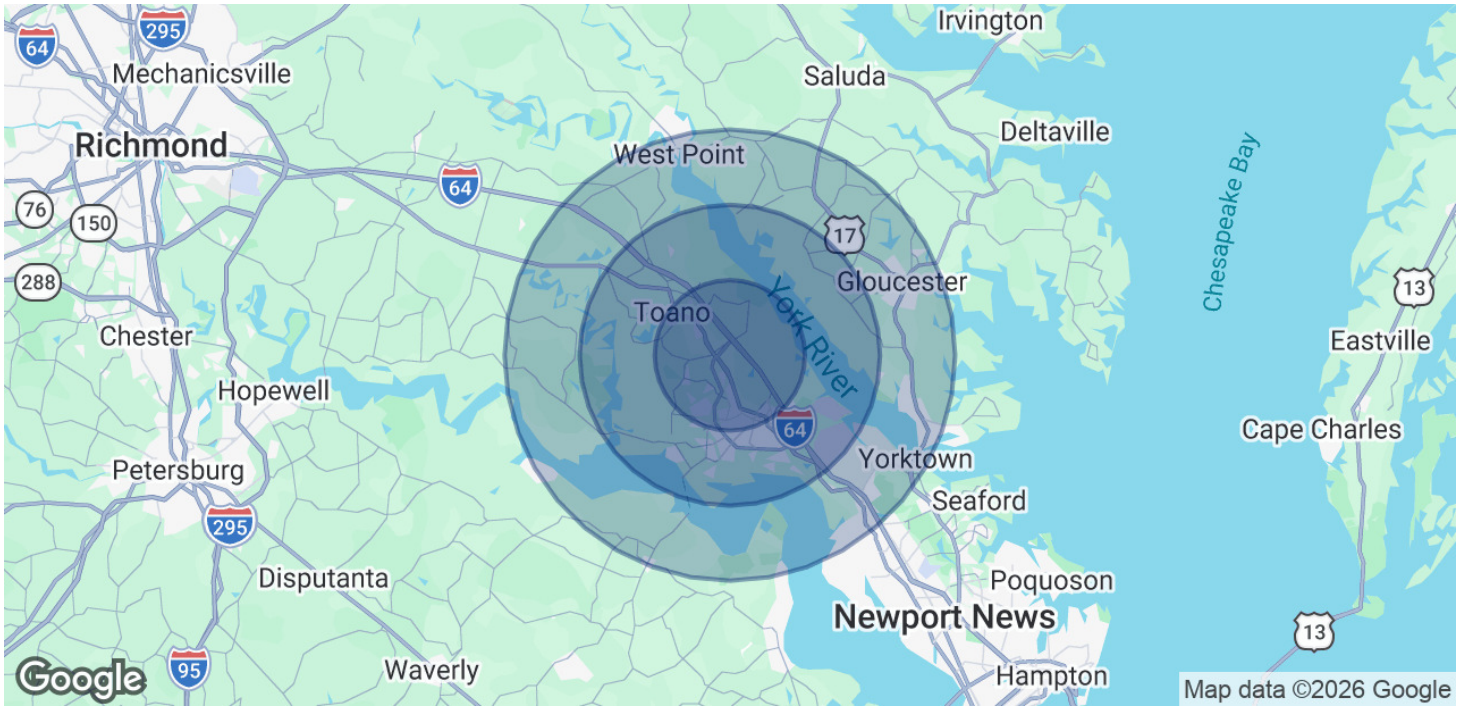 Irvington
295
64
Mechanicsville
Saluda
Deltaville
Richmond
West Point
64
Chesapeake Bay
76
150
17
288
Gloucester
York River
13
Toano
Chester
Eastville
Hopewell
64
Cape Charles
Yorktown
Petersburg
Seaford
295
Disputanta
Poquoson
Newport News
13
95
Waverly
Hampton
Google
Map data ©2026 Google